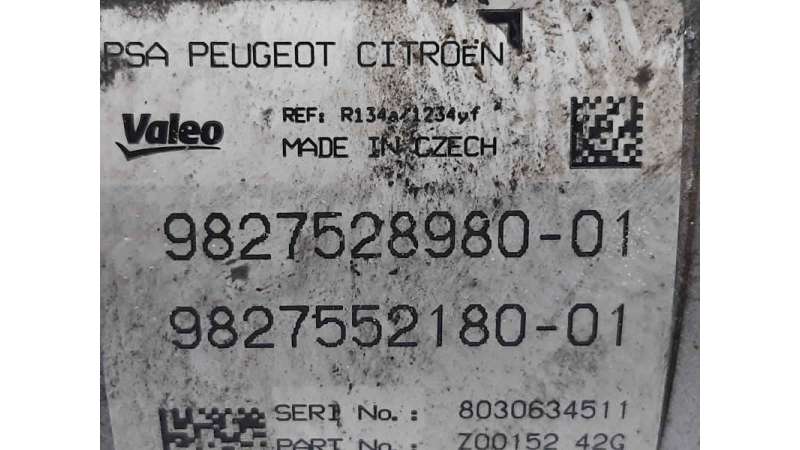 PSA PEUGEOT CITROËN
Valeo
REF: R134a/1234yf
MADE IN CZECH
9827528980-01
9827552180-01
SERI No.: 8030634511
PART No.: Z00152 42G